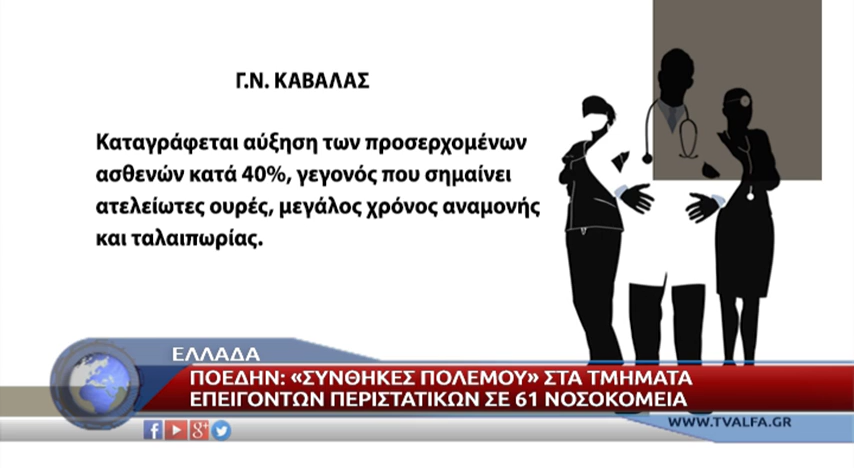 Γ.Ν. ΚΑΒΑΛΑΣ
Καταγράφεται αύξηση των προσερχομένων
ασθενών κατά 40%, γεγονός που σημαίνει
ατελείωτες ουρές, μεγάλος χρόνος αναμονής
και ταλαιπωρίας.
ΕΛΛΑΔΑ
ΠΟΕΔΗΝ: «ΣΥΝΘΗΚΕΣ ΠΟΛΕΜΟΥ» ΣΤΑ ΤΜΗΜΑΤΑ
ΕΠΕΙΓΟΝΤΩΝ ΠΕΡΙΣΤΑΤΙΚΩΝ ΣΕ 61 ΝΟΣΟΚΟΜΕΙΑ
WWW.TVALFA.GR